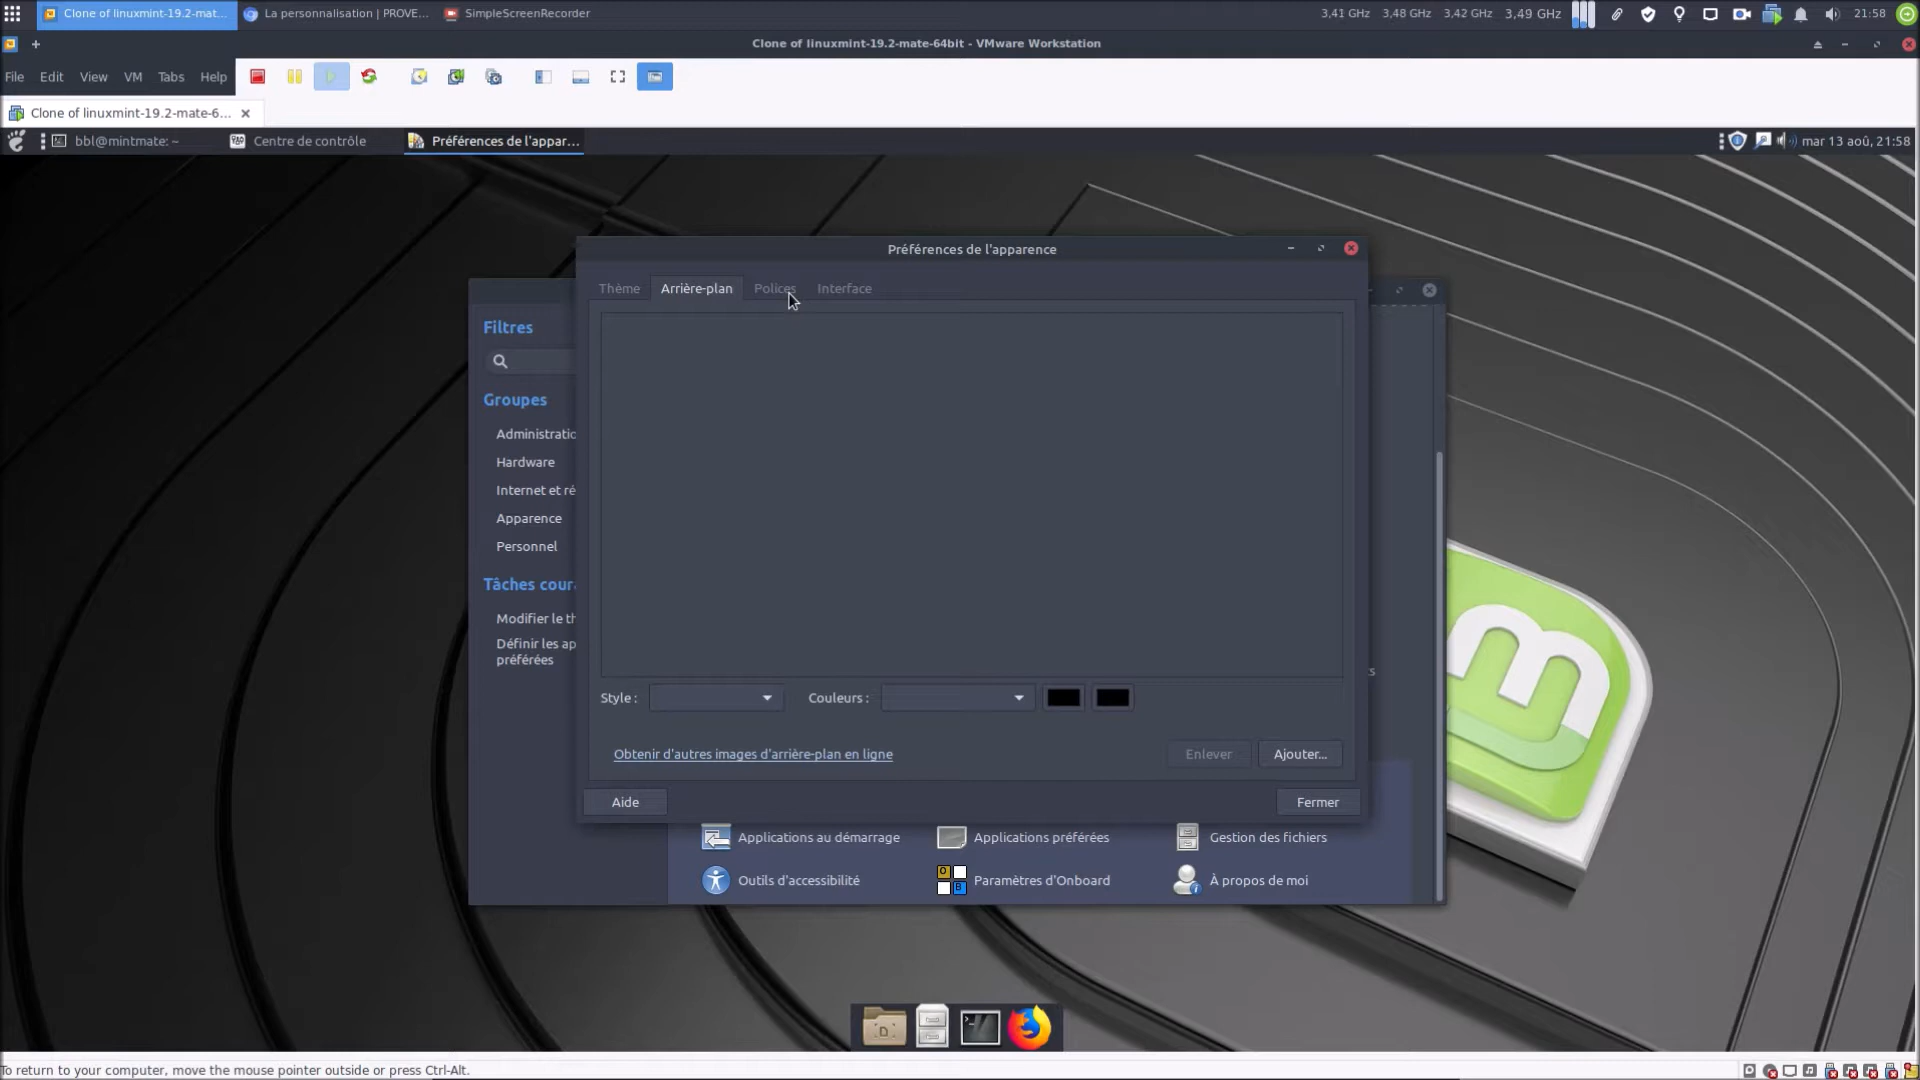 Clone of linuxmint-19.2-mat...
La personnalisation | PROVE...
SimpleScreenRecorder
3,41 GHz
3,48 GHz
3,42 GHz
3,49 GHz
21:58
Clone of linuxmint-19.2-mate-64bit - VMware Workstation
File Edit View VM Tabs Help
Clone of linuxmint-19.2-mate-6...
bbl@mintmate: ~
Centre de contrôle
Préférences de l'appar...
mar 13 aoû, 21:58
Préférences de l'apparence
Thème
Arrière-plan
Polices
Interface
Filtres
Groupes
Administratio
Hardware
Internet et ré
Apparence
Personnel
Tâches cour
Modifier le th
Définir les ap
préférées
Style :
Couleurs :
Obtenir d'autres images d'arrière-plan en ligne
Enlever
Ajouter...
Aide
Fermer
Applications au démarrage
Applications préférées
Gestion des fichiers
Outils d'accessibilité
Paramètres d'Onboard
À propos de moi
To return to your computer, move the mouse pointer outside or press Ctrl-Alt.